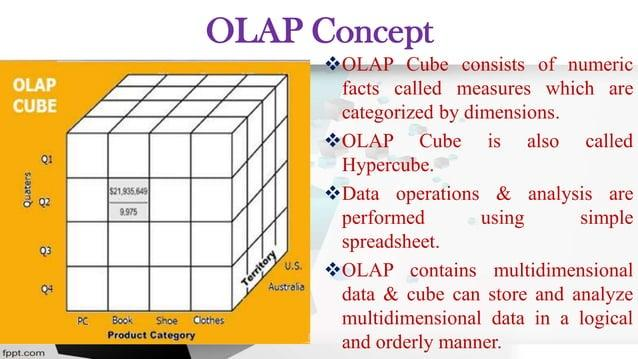 OLAP Concept
OLAP
CUBE
Quaters
Q1
Q2
Q3
Q4
$21,935,649
9,975
PC
Book
Shoe
Clothes
Product Category
Territory
U.S.
Australia
❖OLAP Cube consists of numeric
facts called measures which are
categorized by dimensions.
❖OLAP Cube is also called
Hypercube.
❖Data operations & analysis are
performed using simple
spreadsheet.
❖OLAP contains multidimensional
data & cube can store and analyze
multidimensional data in a logical
and orderly manner.
fppt.com